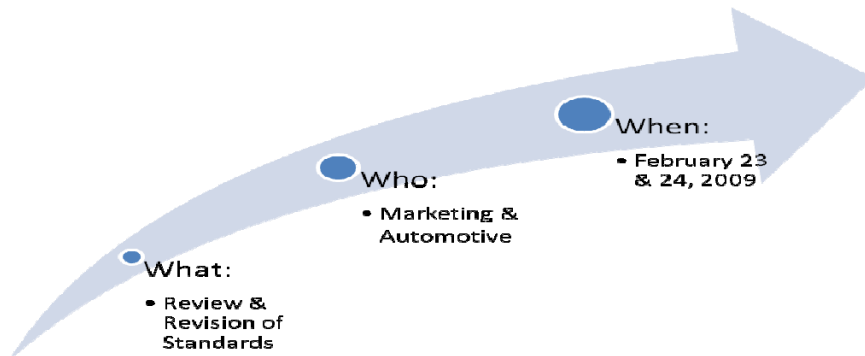 What:
• Review &
Revision of
Standards
Who:
• Marketing &
Automotive
When:
• February 23
& 24, 2009